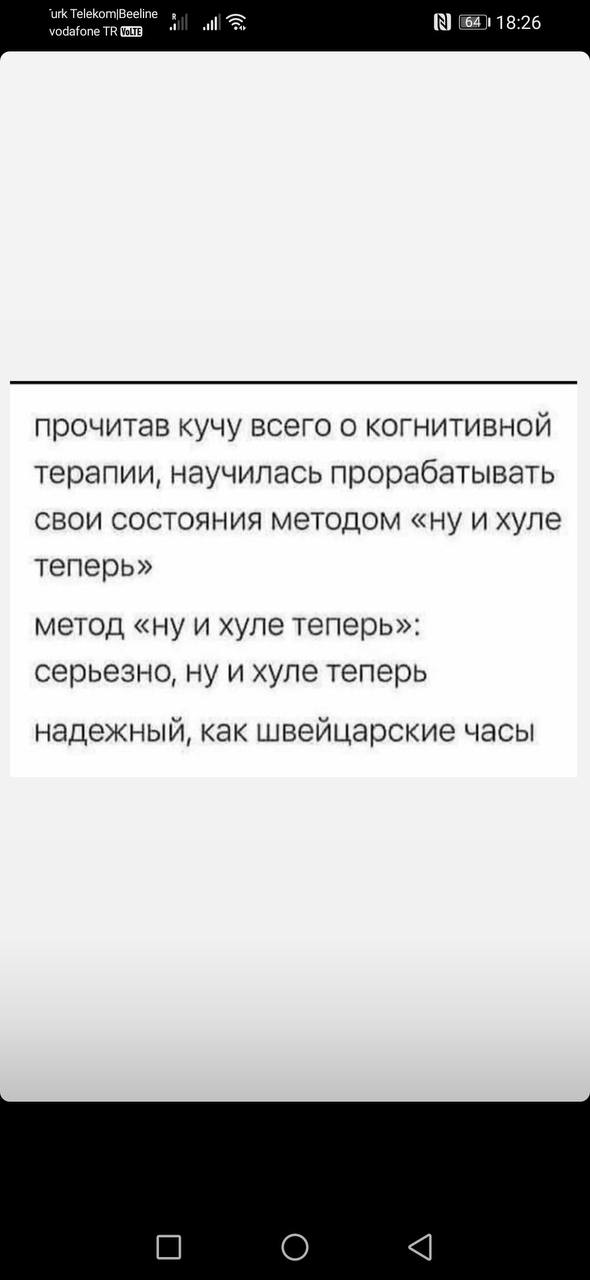 urk Telekom|Beeline
vodafone TR VoLTE
R
64 18:26
прочитав кучу всего о когнитивной
терапии, научилась прорабатывать
свои состояния методом «ну и хуле
теперь»
метод «ну и хуле теперь»:
серьезно, ну и хуле теперь
надежный, как швейцарские часы